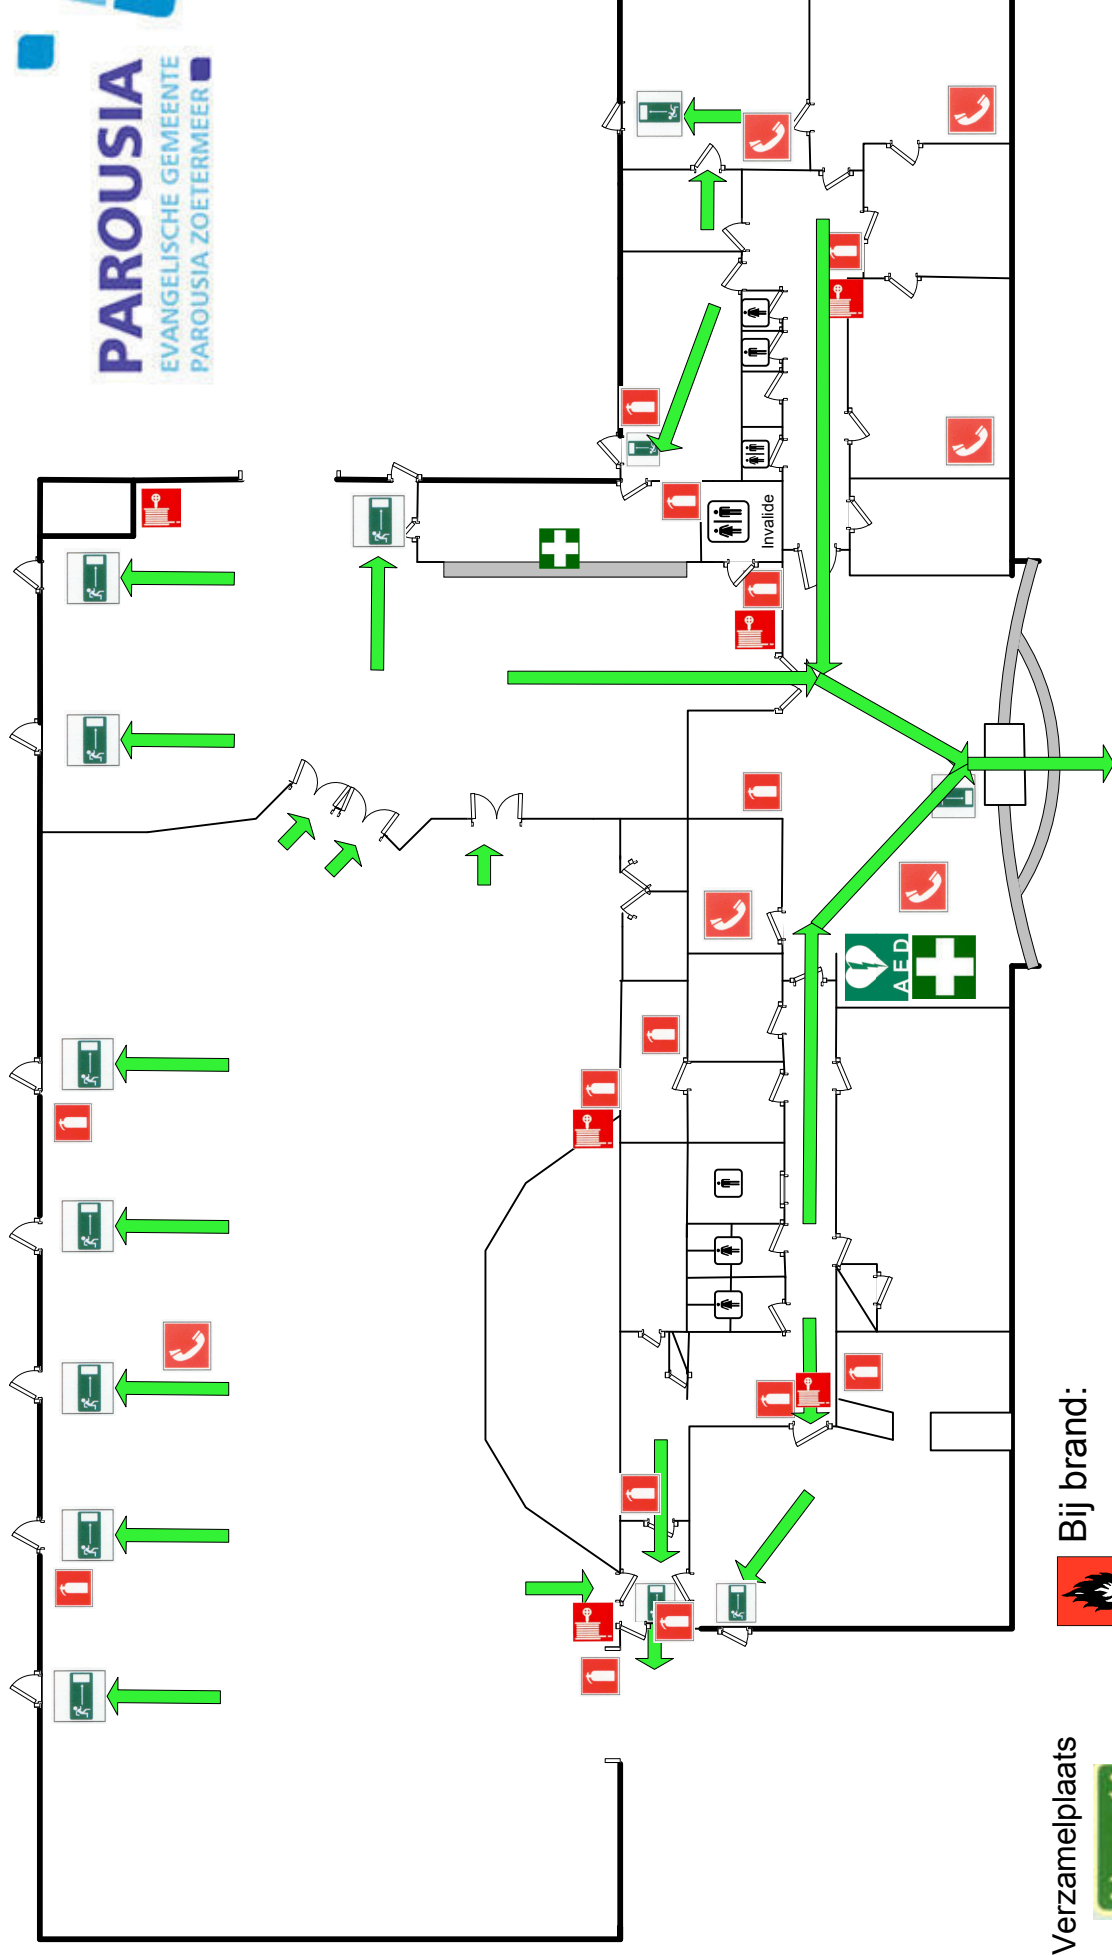 PAROUSIA
EVANGELISCHE GEMEENTE
PAROUSIA ZOETERMEER
Invalide
AED
Verzamelplaats
Bij brand: